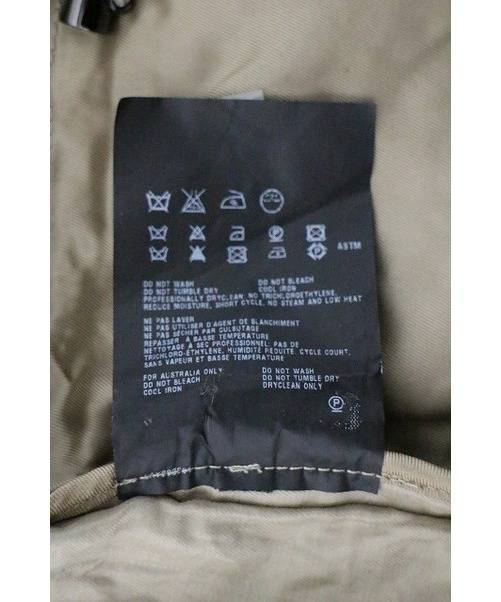 ASTM
DO NOT WASH DO NOT BLEACH
DO NOT TUMBLE DRY COOL IRON
PROFESSIONALLY DRYCLEAN, NO TRICHLOROETHYLENE,
REDUCE MOISTURE, SHORT CYCLE, NO STEAM AND LOW HEAT
NE PAS LAVER
NE PAS UTILISER D'AGENT DE BLANCHIMENT
NE PAS SECHER PAR CULBUTAGE
REPASSER A BASSE TEMPÉRATURE
NETTOYAGE À SEC PROFESSIONNEL, PAS DE
TRICHLORO-ETHYLENE, HUMIDITÉ REDUITE, CYCLE COURT,
SANS VAPEUR ET BASSE TEMPÉRATURE
FOR AUSTRALIA ONLY: DO NOT WASH
DO NOT BLEACH DO NOT TUMBLE DRY
COOL IRON DRYCLEAN ONLY
P